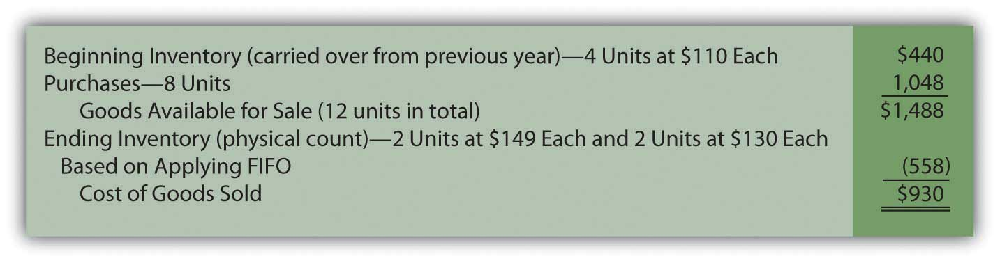 Beginning Inventory (carried over from previous year)—4 Units at $110 Each $440
Purchases—8 Units 1,048
Goods Available for Sale (12 units in total) $1,488
Ending Inventory (physical count)—2 Units at $149 Each and 2 Units at $130 Each
Based on Applying FIFO (558)
Cost of Goods Sold $930